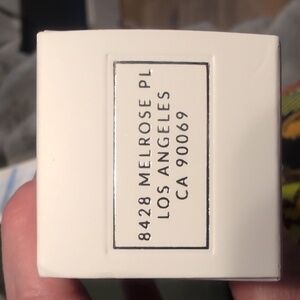 8428 MELROSE PL
LOS ANGELES
CA 90069